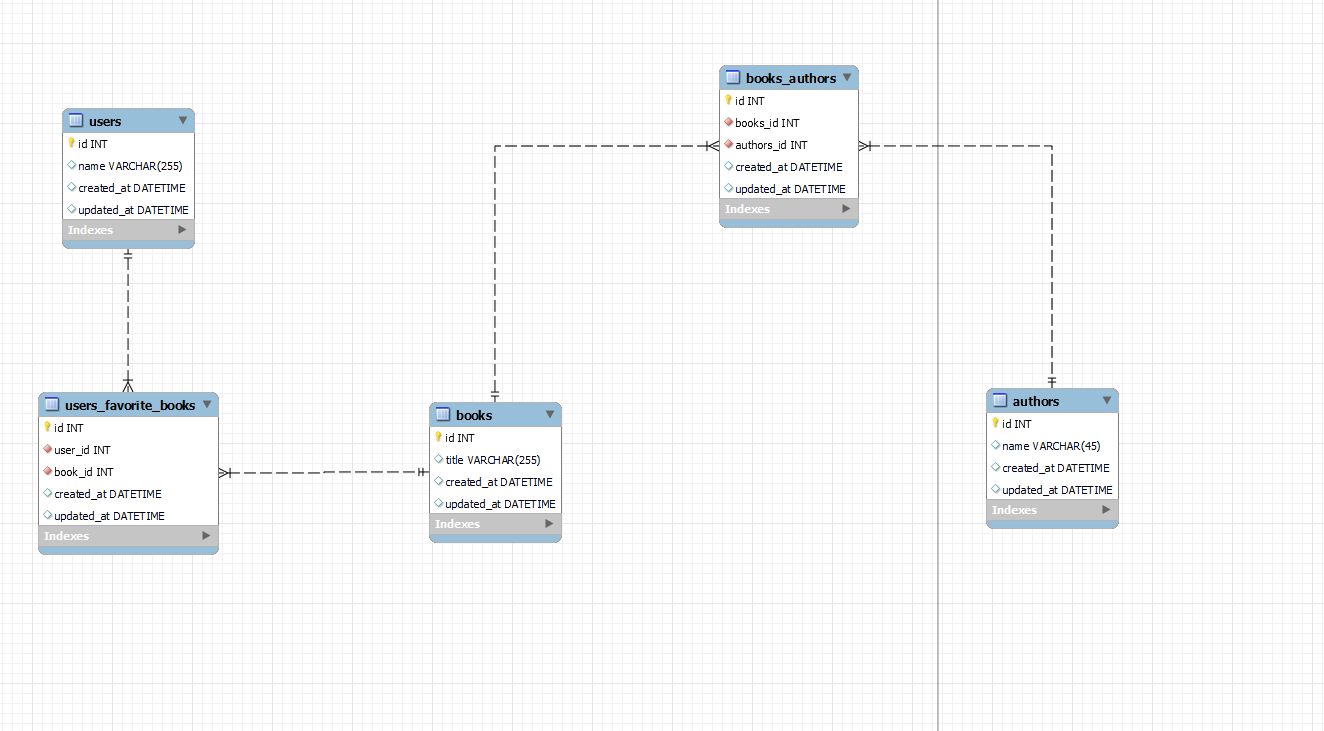 users
id INT
name VARCHAR(255)
created_at DATETIME
updated_at DATETIME
Indexes
books_authors
id INT
books_id INT
authors_id INT
created_at DATETIME
updated_at DATETIME
Indexes
users_favorite_books
id INT
user_id INT
book_id INT
created_at DATETIME
updated_at DATETIME
Indexes
books
id INT
title VARCHAR(255)
created_at DATETIME
updated_at DATETIME
Indexes
authors
id INT
name VARCHAR(45)
created_at DATETIME
updated_at DATETIME
Indexes